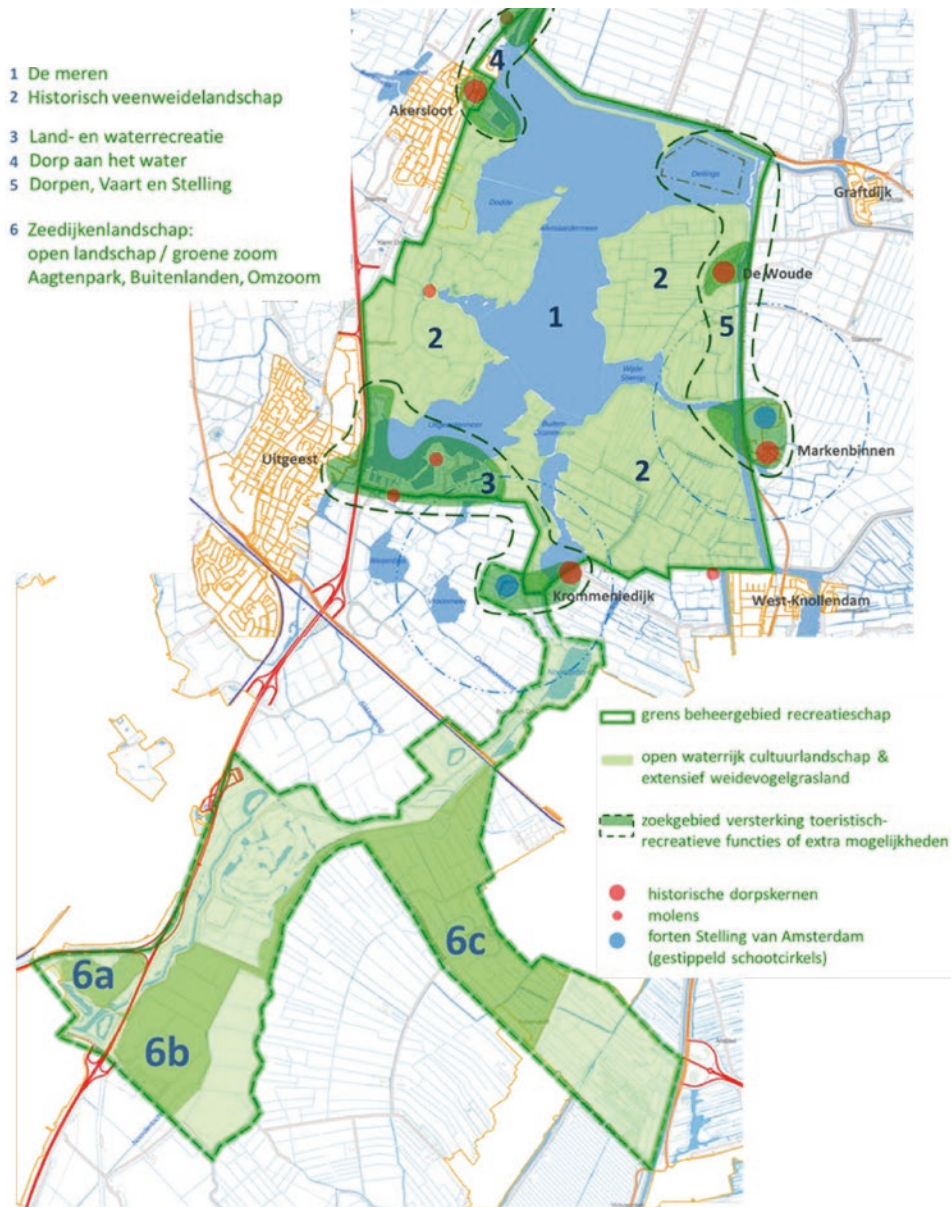 1 De meren
2 Historisch veenweidelandschap
3 Land- en waterrecreatie
4 Dorp aan het water
5 Dorpen, Vaart en Stelling
6 Zeedijkenlandschap:
open landschap / groene zoom
Aagtenpark, Buitenlanden, Omzoom
4
Akersloot
Graftdijk
De Woude
2
1
2
5
Markenbinnen
Uitgeest
3
2
Krommeniedijk
West-Knollendam
grens beheergebied recreatieschap
open waterrijk cultuurlandschap &
extensief weidevogelgrasland
zoekgebied versterking toeristisch-
recreatieve functies of extra mogelijkheden
historische dorpskernen
molens
forten Stelling van Amsterdam
(gestippeld schootcirkels)
6a
6b
6c